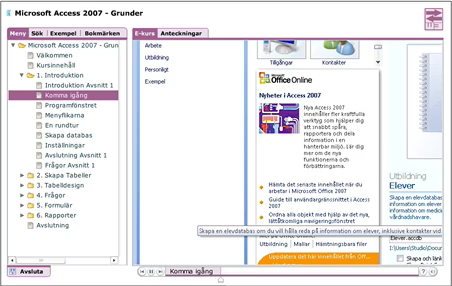 Microsoft Access 2007 - Grunder
Meny Sök Exempel Bokmärken
Microsoft Access 2007 - Grun
Välkommen
Kursinnehåll
1. Introduktion
Introduktion Avsnitt 1
Komma igång
Programfönstret
Menyflikarna
En rundtur
Skapa databas
Inställningar
Avslutning Avsnitt 1
Frågor Avsnitt 1
2. Skapa Tabeller
3. Tabelldesign
4. Frågor
5. Formulär
6. Rapporter
Avslutning
Avsluta
E-kurs Anteckningar
Arbete
Utbildning
Personligt
Exempel
Tillgångar Kontakter
Microsoft
Office Online
Nyheter i Access 2007
Nya Access 2007
innehåller fler kraftfulla
verktyg som hjälper dig
att snabbt spåra,
rapportera och dela
information i en
hanterbar miljö. Lär dig
mer om de nya
funktionerna och
förbättringarna.
Hämta det senaste innehållet när du
arbetar i Microsoft Office 2007
Guide till användargränssnittet i Access
2007
Ordna alla objekt med hjälp av det nya,
lättåtkomliga navigeringsfönstret
Utbildning Mallar Hämtningsbara filer
Uppdatera det här innehållet från Offic...
Utbildning
Elever
Skapa en elevdatabas
information om elever,
information om medicin
vårdnadshavare.
Skapa en elevdatabas om du vill hålla reda på information om elever, inklusive kontakter vid
Elever.accdb
C:\Users\Studio\Docum
Skapa och länka
Komma igång